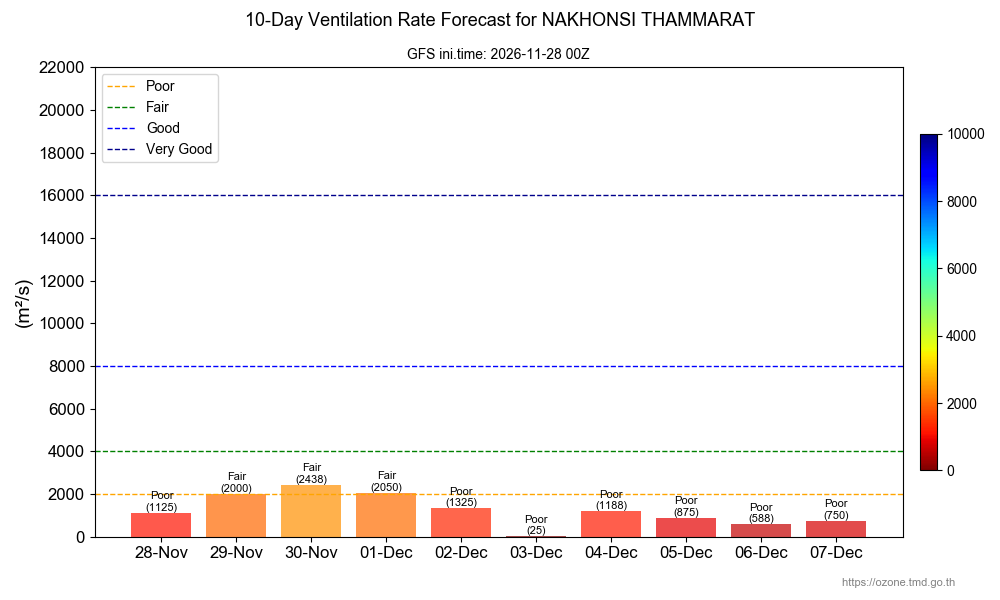 10-Day Ventilation Rate Forecast for NAKHONSI THAMMARAT
GFS ini.time: 2026-11-28 00Z
(m²/s)
22000
20000
18000
16000
14000
12000
10000
8000
6000
4000
2000
0
Poor
Fair
Good
Very Good
Poor
(1125)
Fair
(2000)
Fair
(2438)
Fair
(2050)
Poor
(1325)
Poor
(25)
Poor
(1188)
Poor
(875)
Poor
(588)
Poor
(750)
28-Nov 29-Nov 30-Nov 01-Dec 02-Dec 03-Dec 04-Dec 05-Dec 06-Dec 07-Dec
10000
8000
6000
4000
2000
0
https://ozone.tmd.go.th